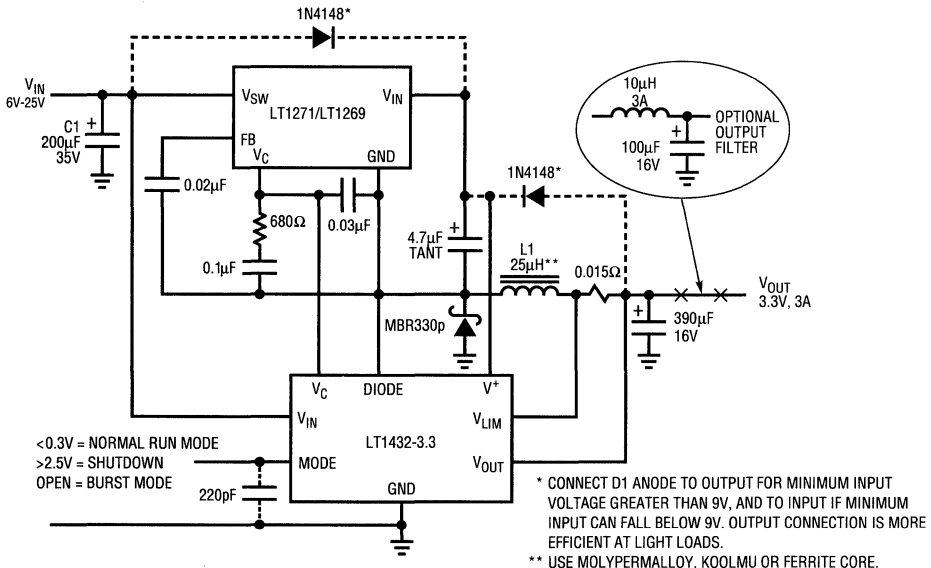 1N4148*
V_IN
6V-25V
C1
+
200μF
35V
V_SW
V_IN
LT1271/LT1269
FB
V_C
GND
0.02μF
680Ω
0.03μF
0.1μF
+
4.7μF
TANT
1N4148*
10μH
3A
OPTIONAL
OUTPUT
FILTER
+
100μF
16V
L1
25μH**
0.015Ω
V_OUT
3.3V, 3A
+
390μF
16V
MBR330p
V_C
DIODE
V+
V_IN
V_LIM
LT1432-3.3
MODE
V_OUT
GND
<0.3V = NORMAL RUN MODE
>2.5V = SHUTDOWN
OPEN = BURST MODE
220pF
* CONNECT D1 ANODE TO OUTPUT FOR MINIMUM INPUT
VOLTAGE GREATER THAN 9V, AND TO INPUT IF MINIMUM
INPUT CAN FALL BELOW 9V. OUTPUT CONNECTION IS MORE
EFFICIENT AT LIGHT LOADS.
** USE MOLYPERMALLOY, KOOLMU OR FERRITE CORE.